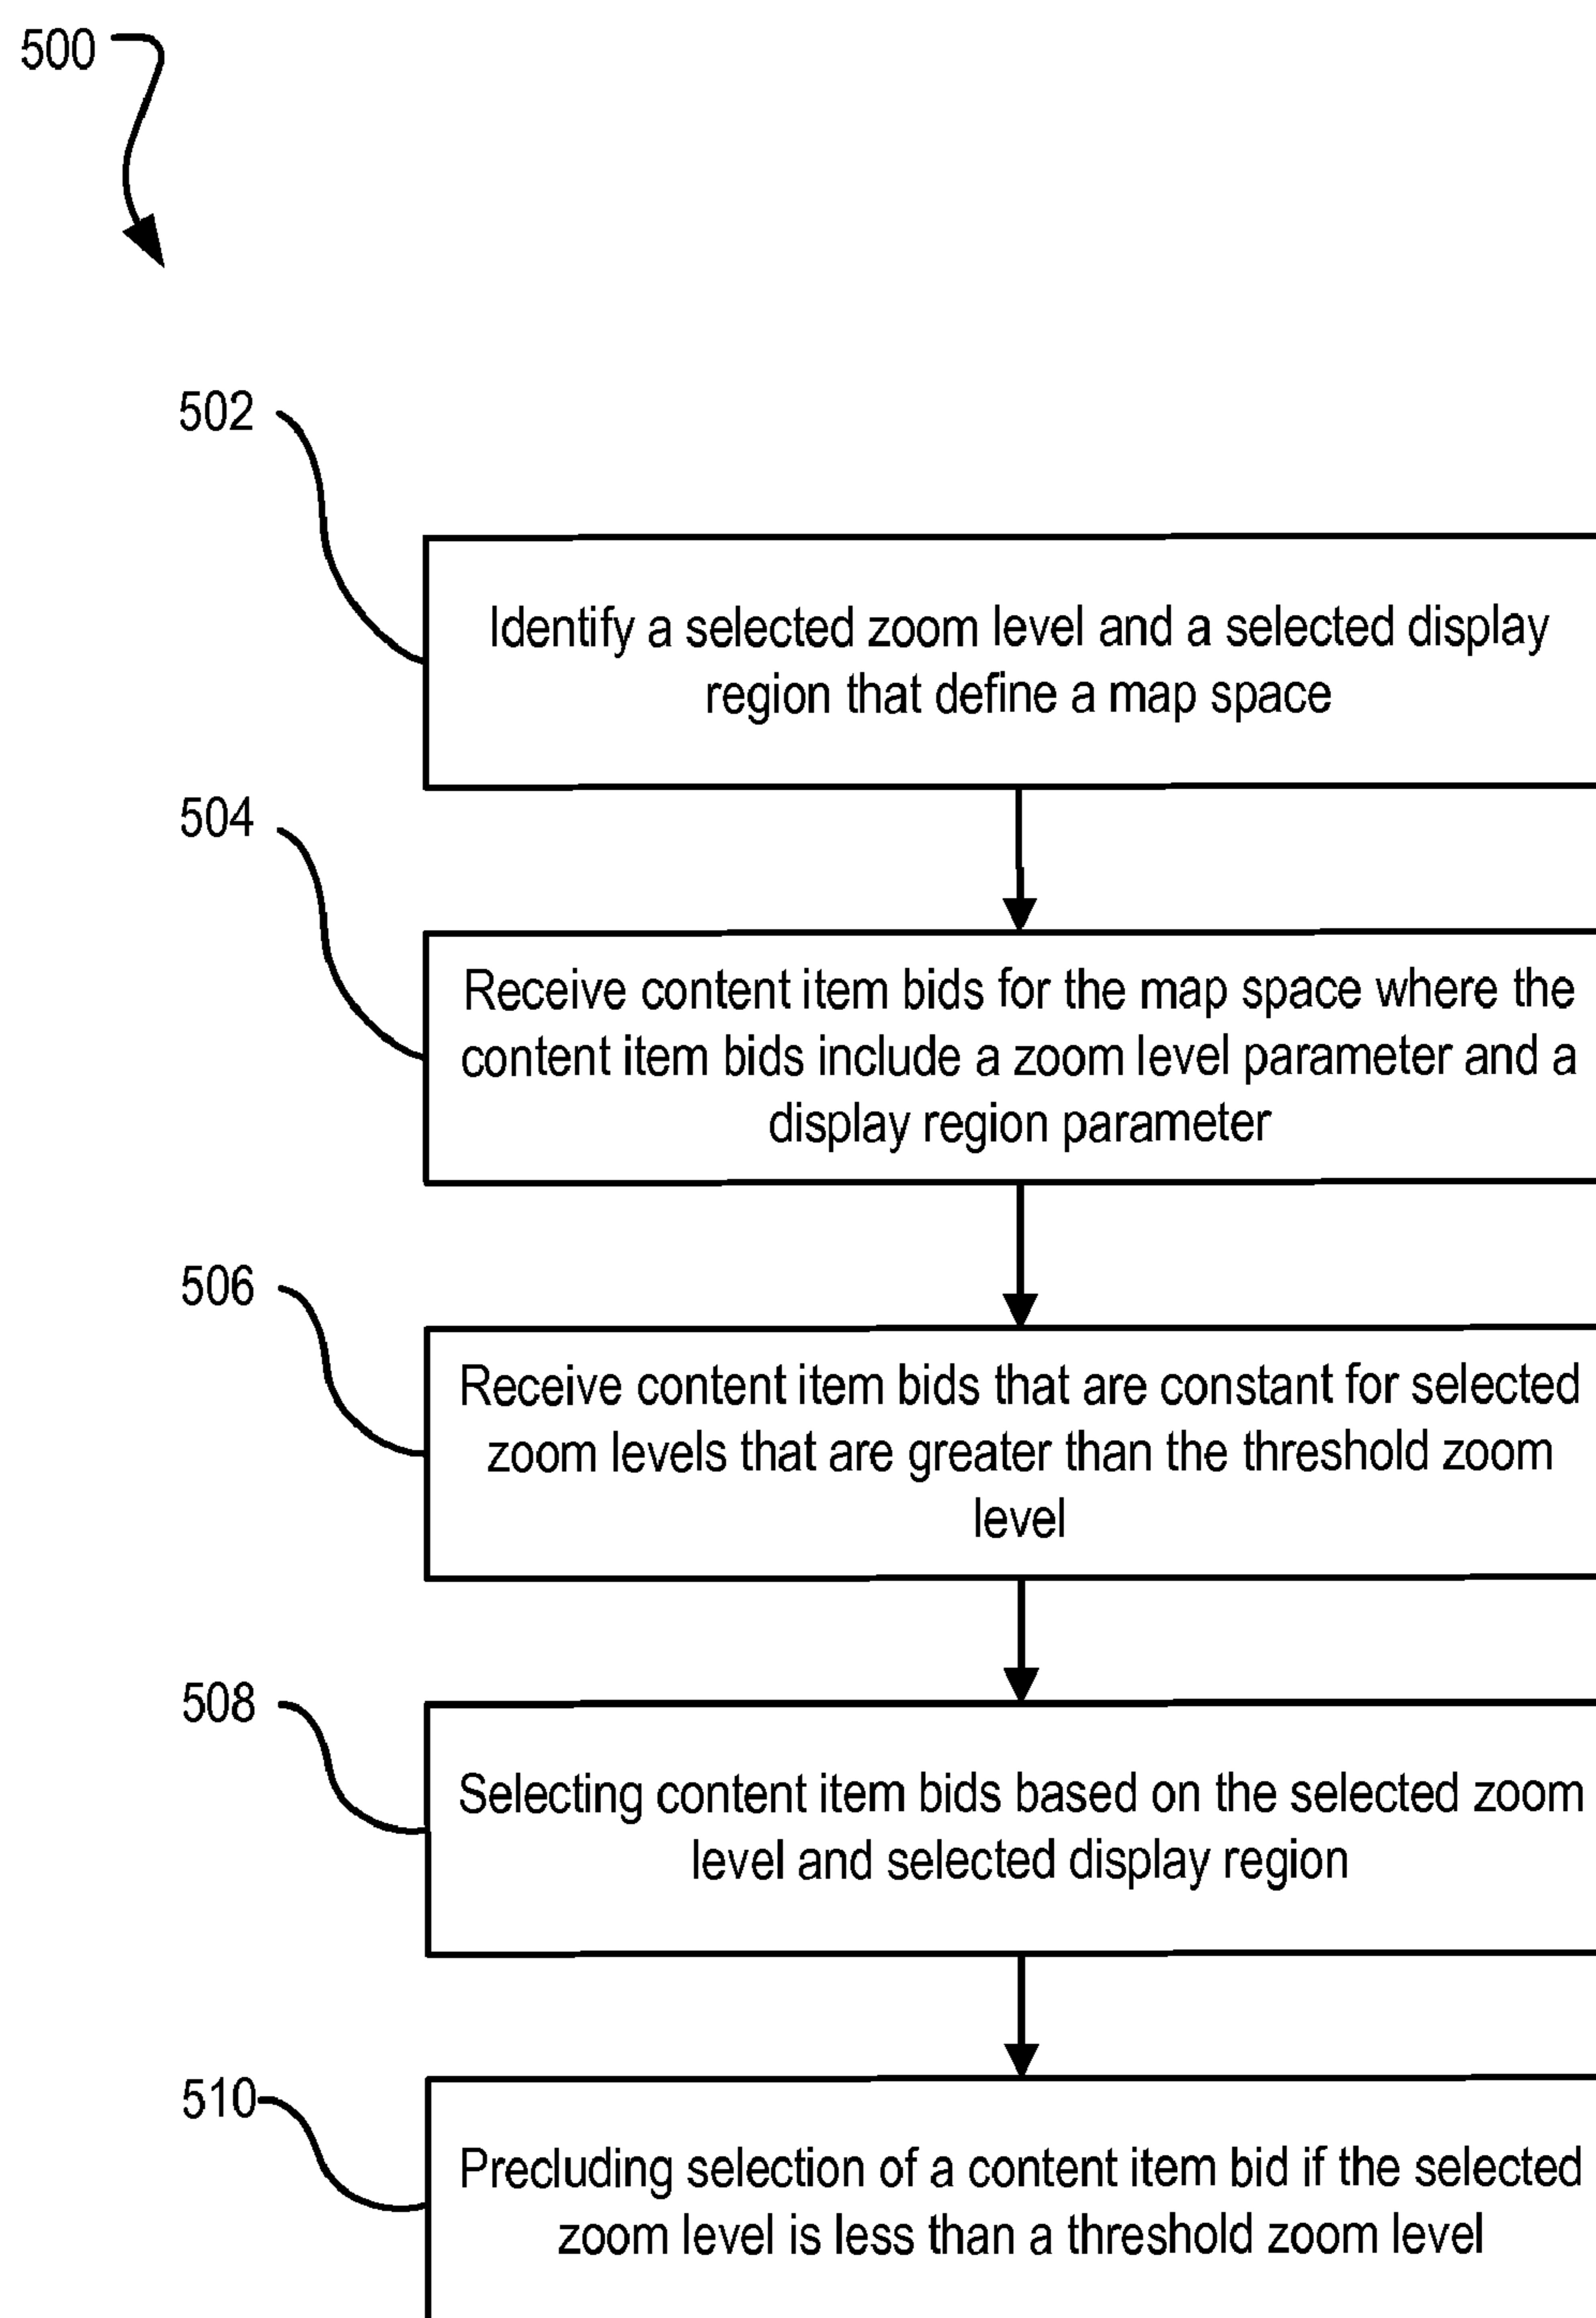 500
502
Identify a selected zoom level and a selected display
region that define a map space
504
Receive content item bids for the map space where the
content item bids include a zoom level parameter and a
display region parameter
506
Receive content item bids that are constant for selected
zoom levels that are greater than the threshold zoom
level
508
Selecting content item bids based on the selected zoom
level and selected display region
510
Precluding selection of a content item bid if the selected
zoom level is less than a threshold zoom level